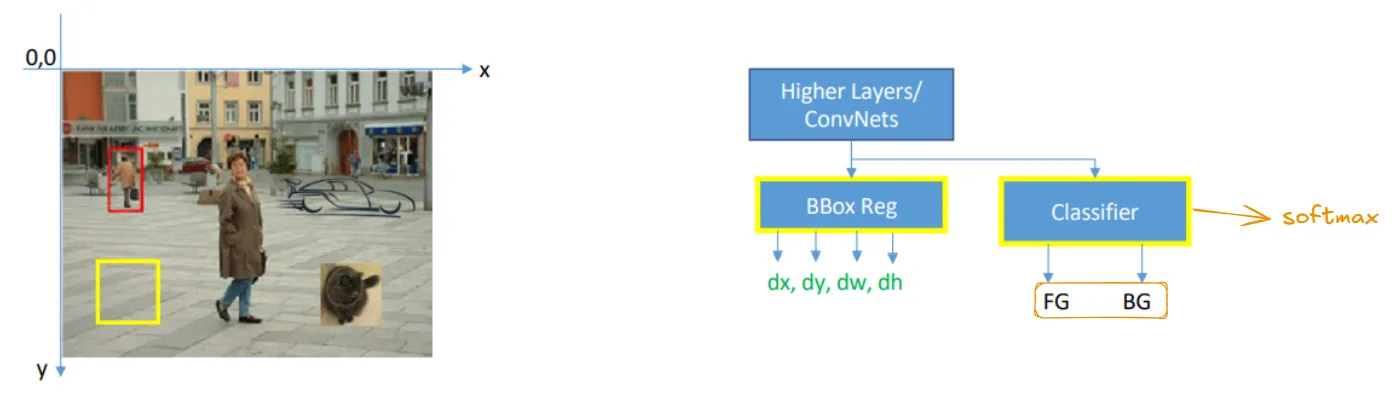 0,0
x
y
Higher Layers/
ConvNets
BBox Reg
Classifier
softmax
dx, dy, dw, dh
FG BG